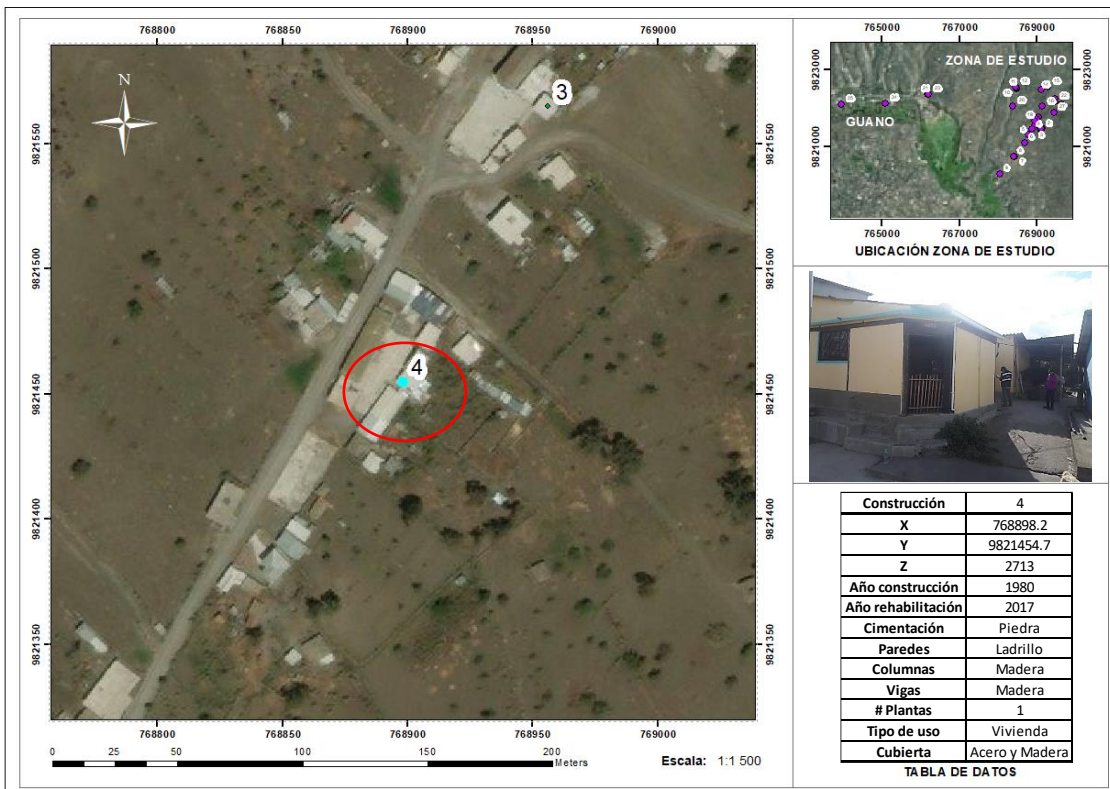 768800 768850 768900 768950 769000
9821550
9821500
9821450
9821400
9821350
N
3
4
9821550
9821500
9821450
9821400
9821350
768800 768850 768900 768950 769000
0 25 50 100 150 200
Meters
Escala: 1:1 500
765000 767000 769000
9823000
9821000
ZONA DE ESTUDIO
GUANO
9823000
9821000
765000 767000 769000
UBICACIÓN ZONA DE ESTUDIO
Construcción 4
X 768898.2
Y 9821454.7
Z 2713
Año construcción 1980
Año rehabilitación 2017
Cimentación Piedra
Paredes Ladrillo
Columnas Madera
Vigas Madera
# Plantas 1
Tipo de uso Vivienda
Cubierta Acero y Madera
TABLA DE DATOS